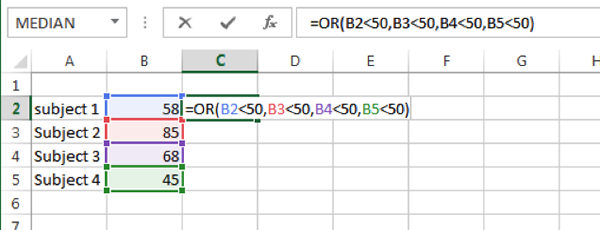 MEDIAN fx =OR(B2<50,B3<50,B4<50,B5<50)
A B C D E F G H
1
2 subject 1 58 =OR(B2<50,B3<50,B4<50,B5<50)
3 Subject 2 85
4 Subject 3 68
5 Subject 4 45
6
7